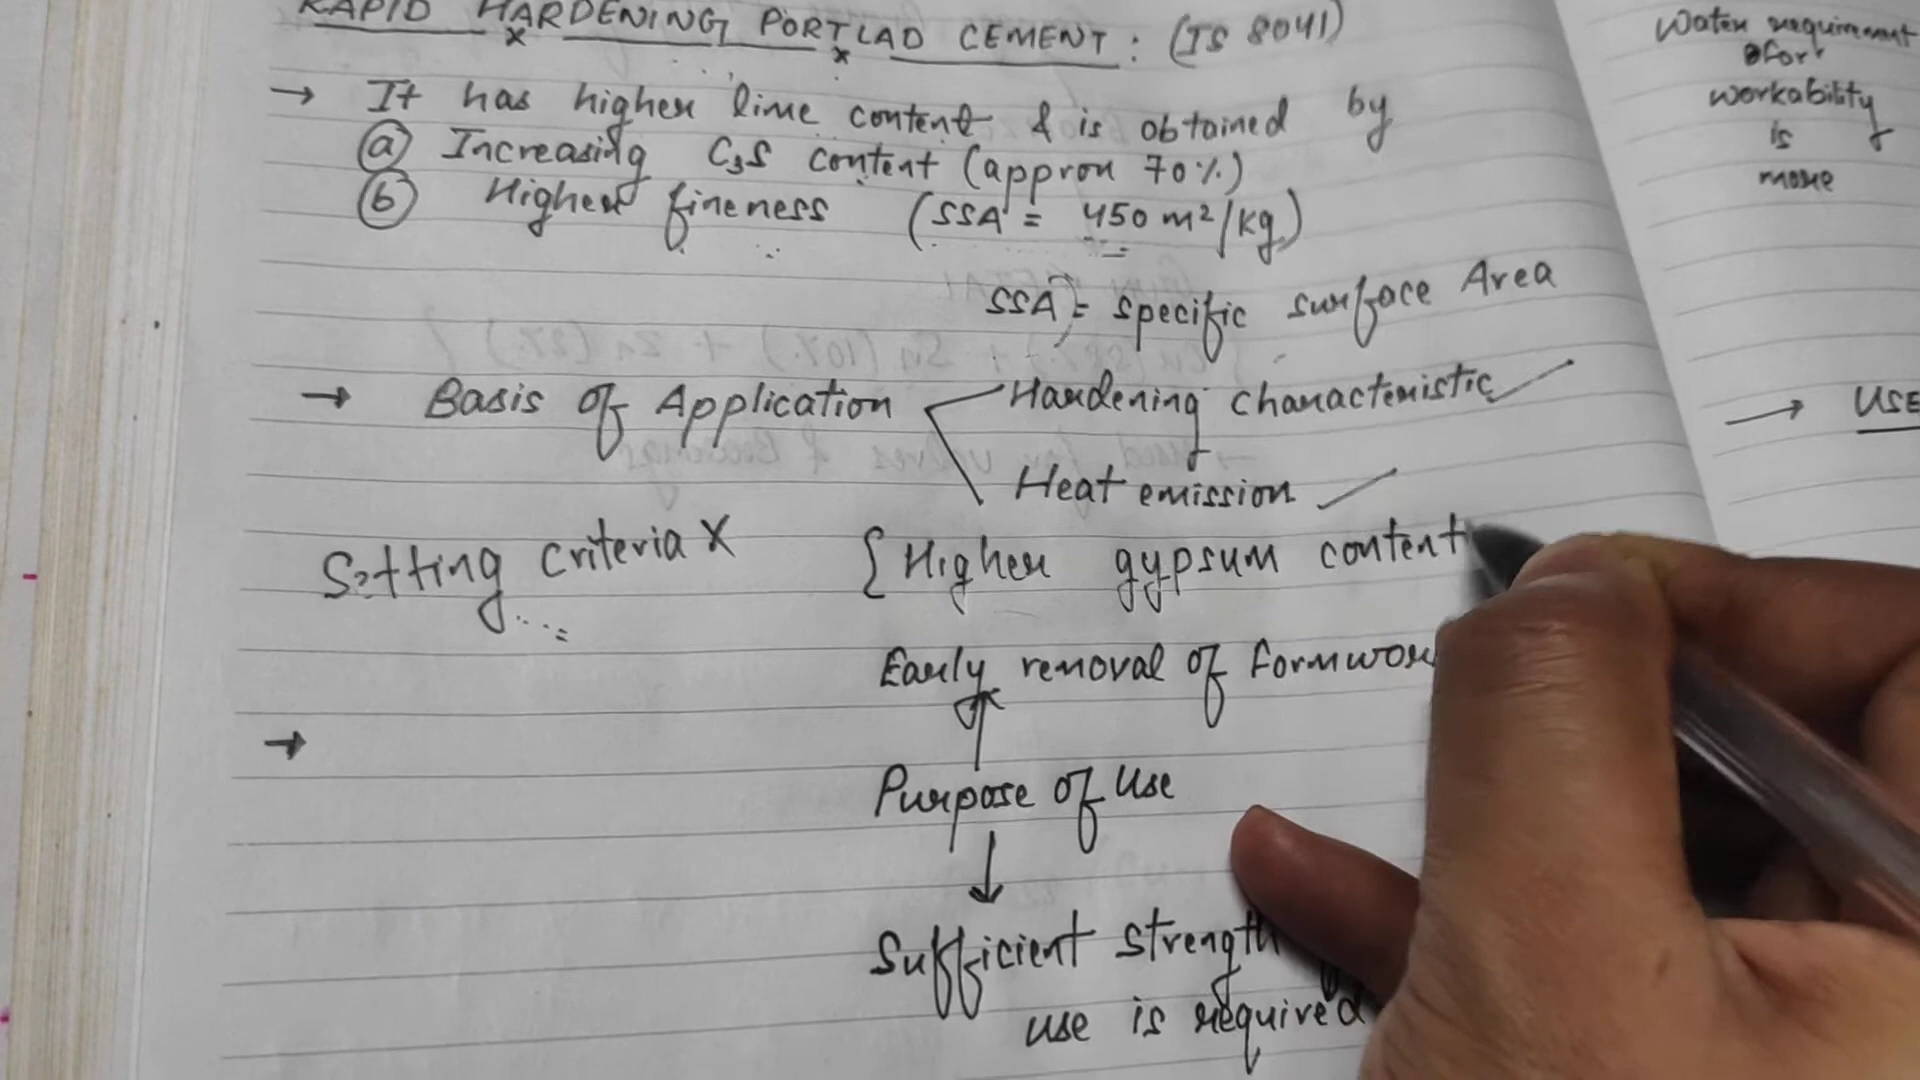 RAPID HARDENING PORTLAD CEMENT : (IS 8041)
→ It has higher lime content & is obtained by
(a) Increasing C3S content (approx 70%)
(b) Higher fineness (SSA = 450 m²/kg)
SSA = specific surface Area
→ Basis of Application
Hardening characteristic
Heat emission
Setting criteria X
{ Higher gypsum content
Early removal of formwor
Purpose of use
↓
Sufficient strength
use is required
→
Water requirement
for
workability
is
more
→ USE